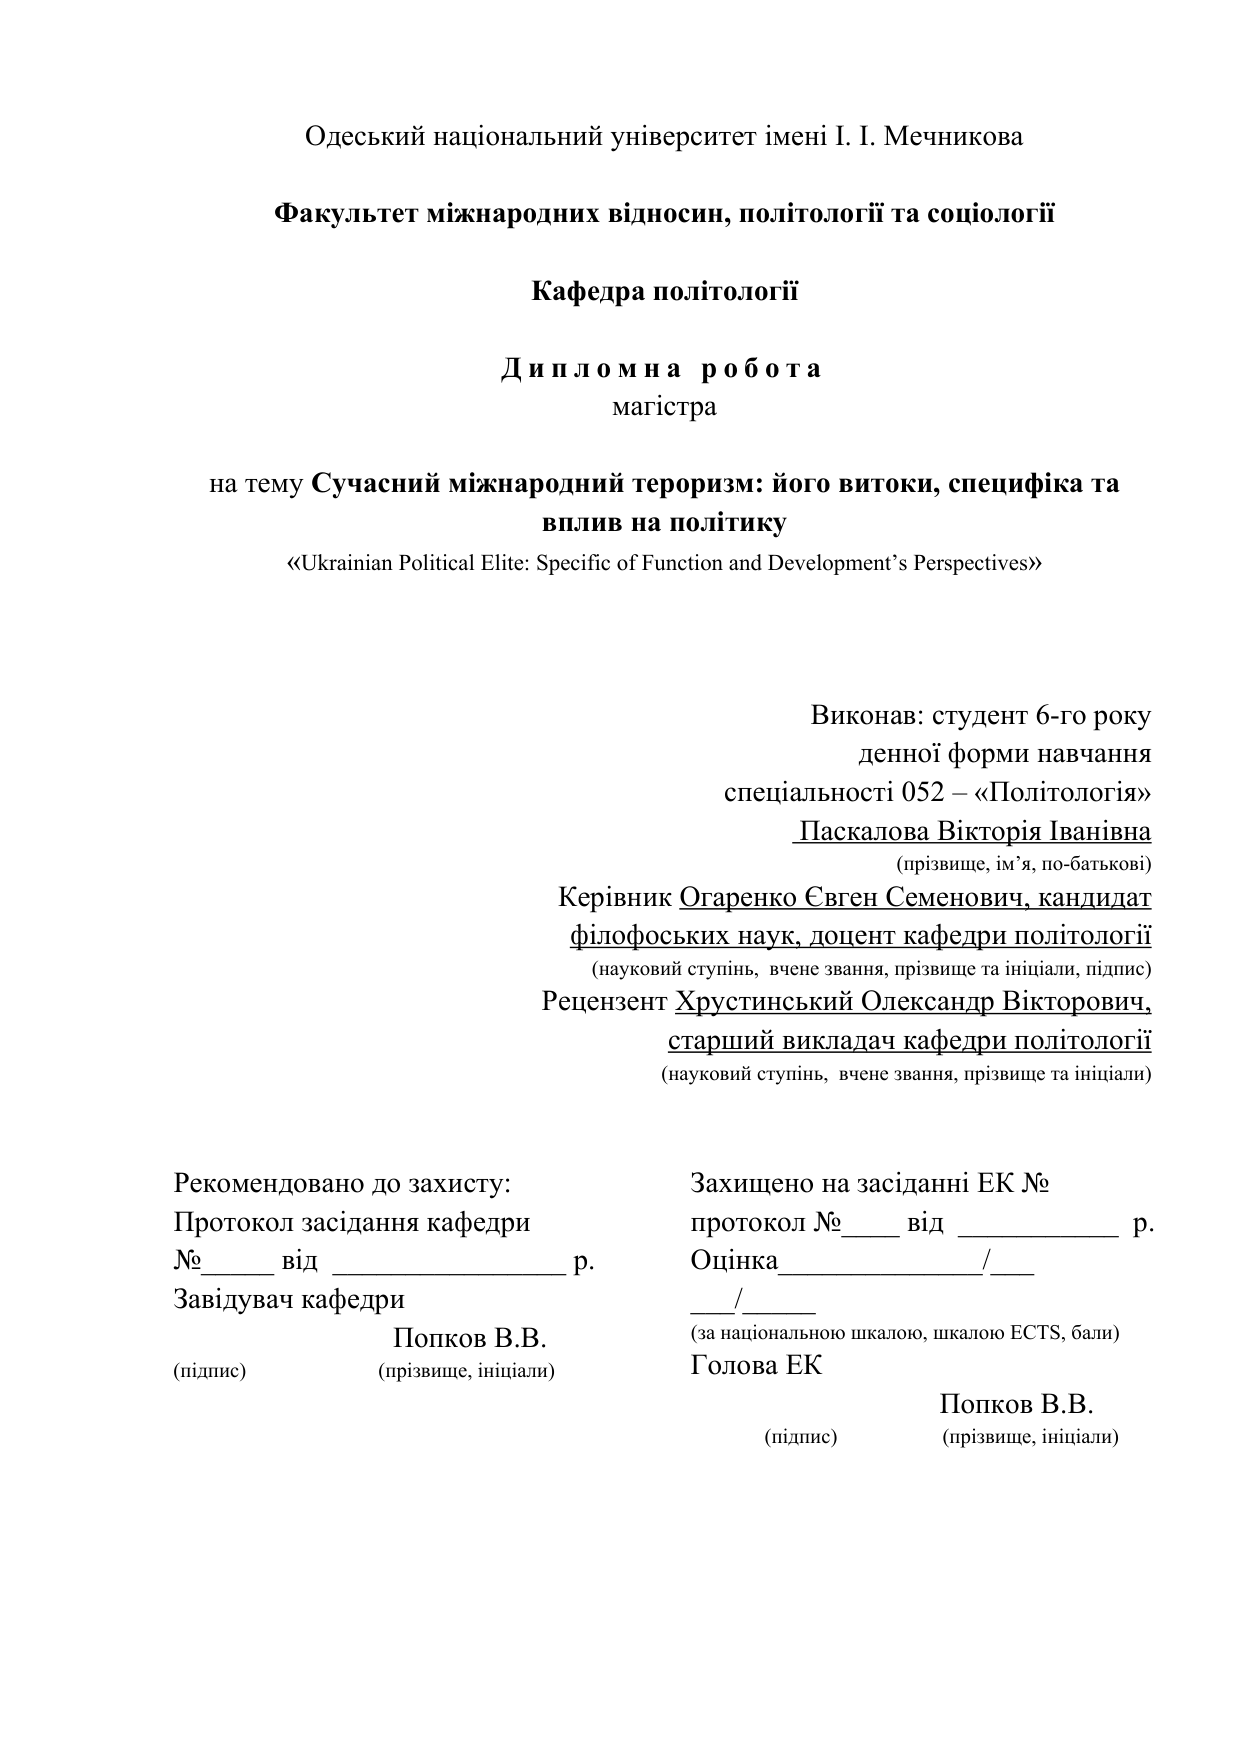 Одеський національний університет імені І. І. Мечникова
Факультет міжнародних відносин, політології та соціології
Кафедра політології
Дипломна робота
магістра
на тему Сучасний міжнародний тероризм: його витоки, специфіка та
вплив на політику
«Ukrainian Political Elite: Specific of Function and Development’s Perspectives»
Виконав: студент 6-го року
денної форми навчання
спеціальності 052 – «Політологія»
Паскалова Вікторія Іванівна
(прізвище, ім’я, по-батькові)
Керівник Огаренко Євген Семенович, кандидат
філофоських наук, доцент кафедри політології
(науковий ступінь, вчене звання, прізвище та ініціали, підпис)
Рецензент Хрустинський Олександр Вікторович,
старший викладач кафедри політології
(науковий ступінь, вчене звання, прізвище та ініціали)
Рекомендовано до захисту:
Протокол засідання кафедри
№_____ від ________________ р.
Завідувач кафедри
Попков В.В.
(підпис) (прізвище, ініціали)
Захищено на засіданні ЕК №
протокол №____ від ___________ р.
Оцінка______________/___
___/_____
(за національною шкалою, шкалою ECTS, бали)
Голова ЕК
Попков В.В.
(підпис) (прізвище, ініціали)